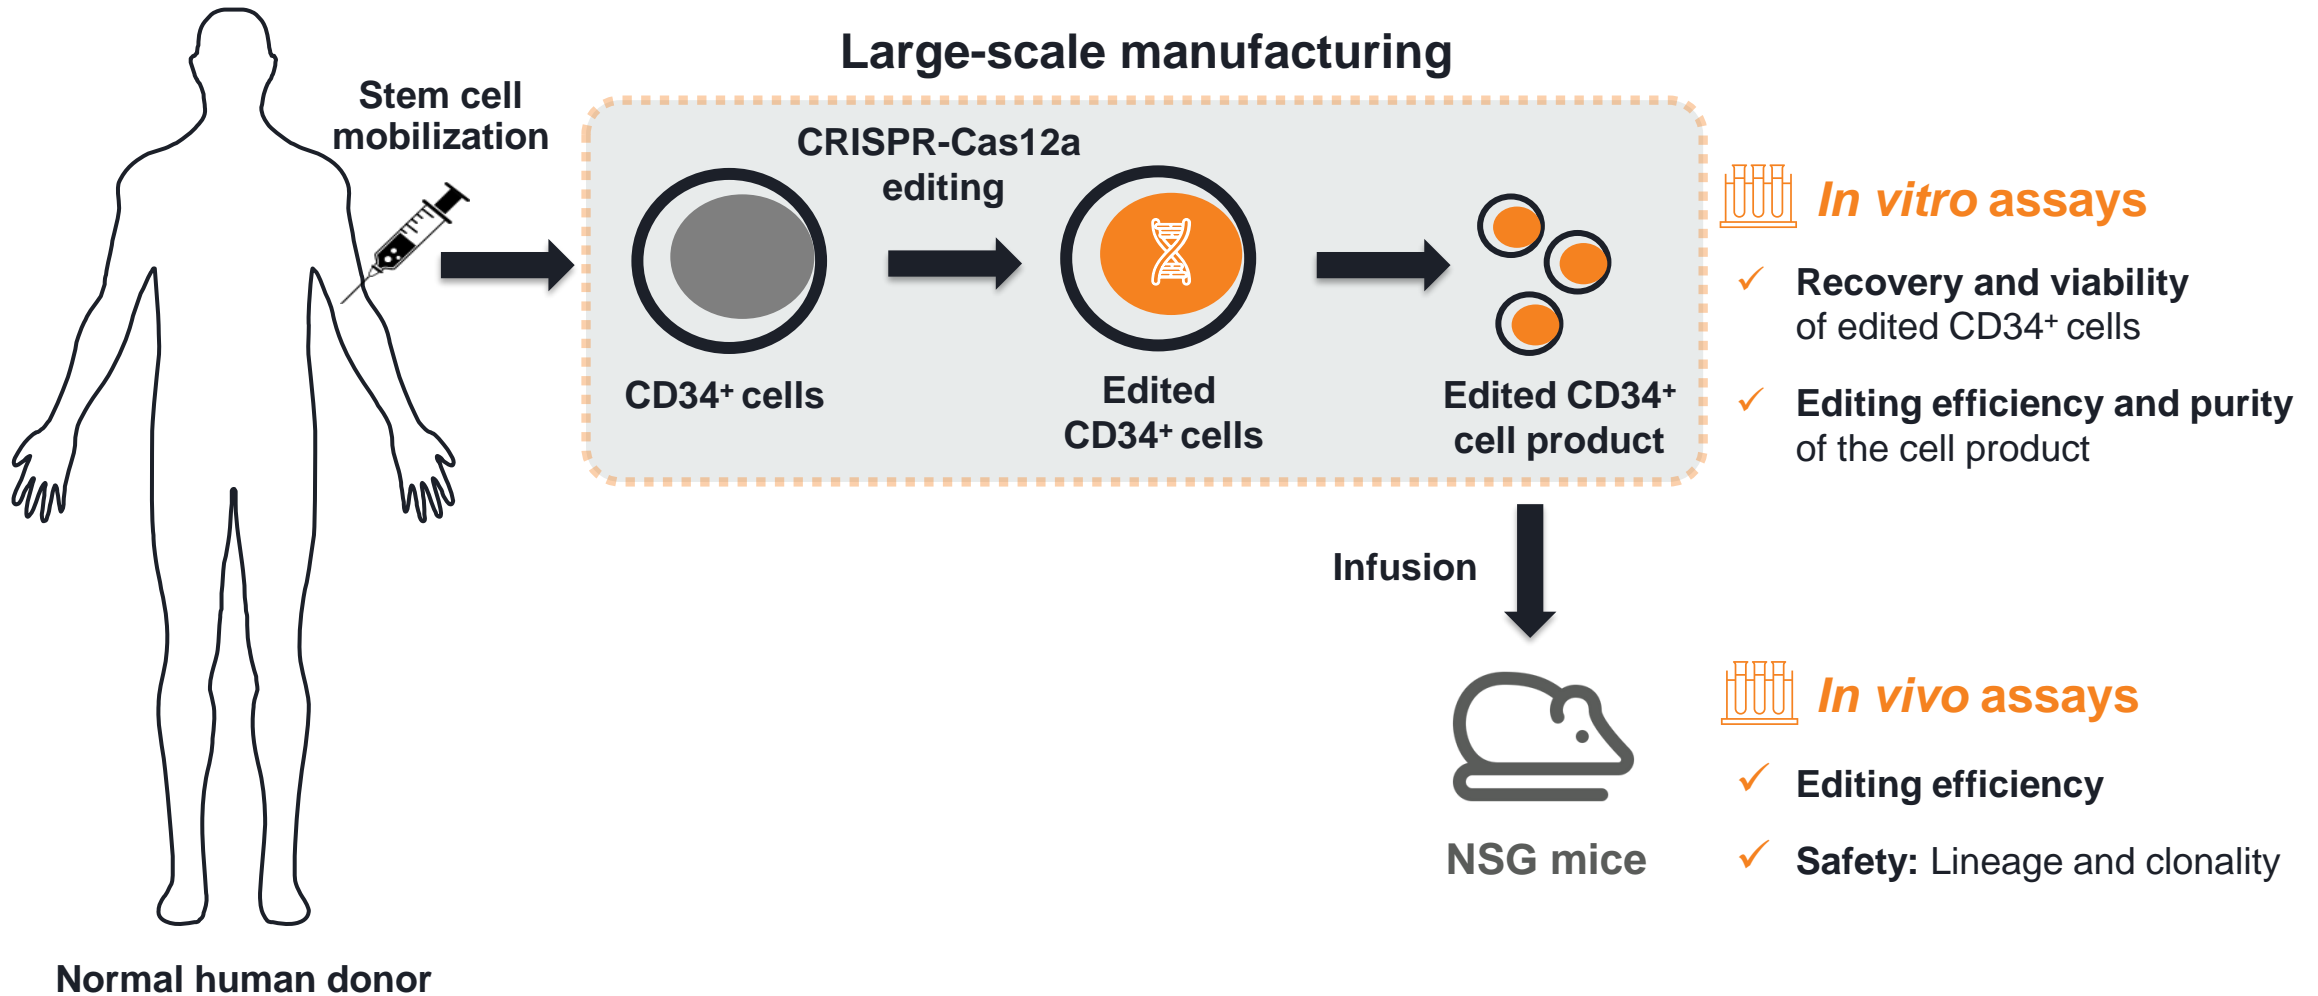 Large-scale manufacturing
Stem cell
mobilization
CRISPR-Cas12a
editing
CD34⁺ cells
Edited
CD34⁺ cells
Edited CD34⁺
cell product
In vitro assays
✓ Recovery and viability
of edited CD34⁺ cells
✓ Editing efficiency and purity
of the cell product
Infusion
NSG mice
In vivo assays
✓ Editing efficiency
✓ Safety: Lineage and clonality
Normal human donor